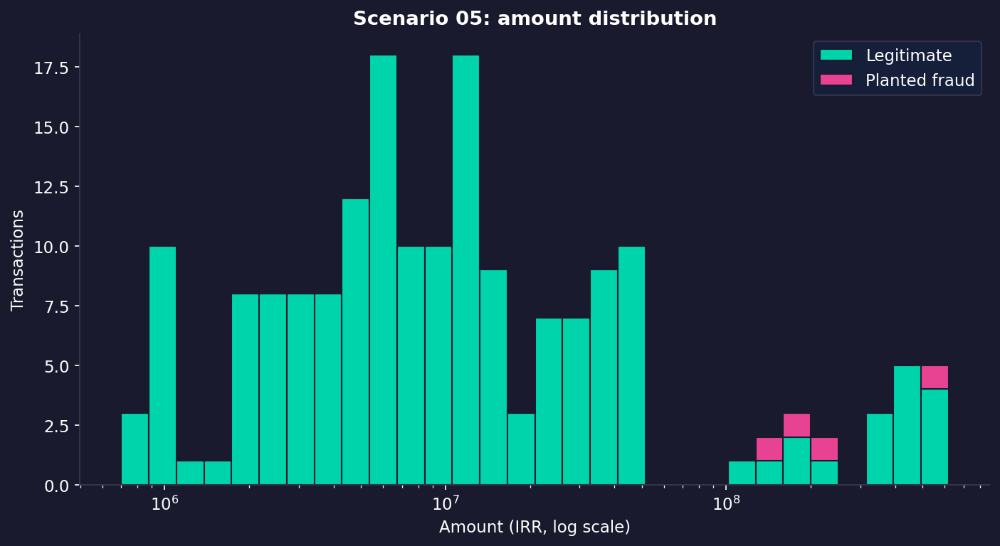 Scenario 05: amount distribution
Legitimate
Planted fraud
Transactions
17.5
15.0
12.5
10.0
7.5
5.0
2.5
0.0
10⁶
10⁷
10⁸
Amount (IRR, log scale)